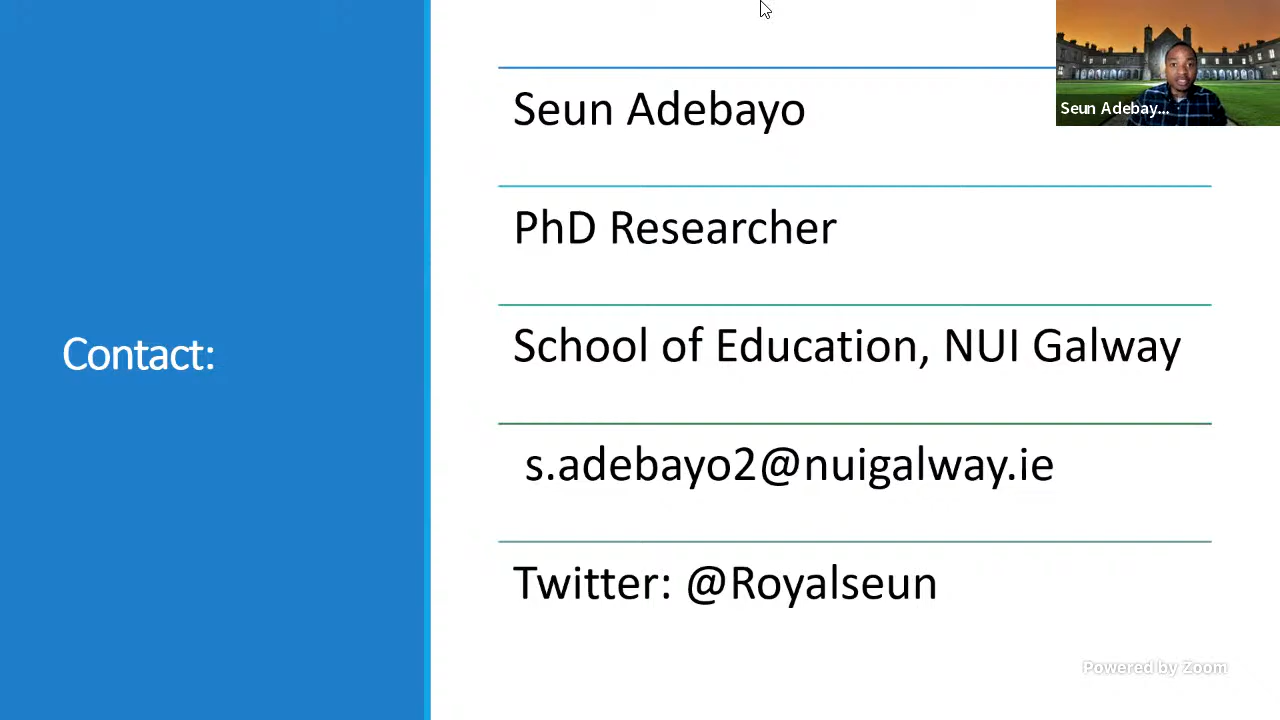 Contact:
Seun Adebayo
PhD Researcher
School of Education, NUI Galway
s.adebayo2@nuigalway.ie
Twitter: @Royalseun
Seun Adebay...
Powered by Zoom